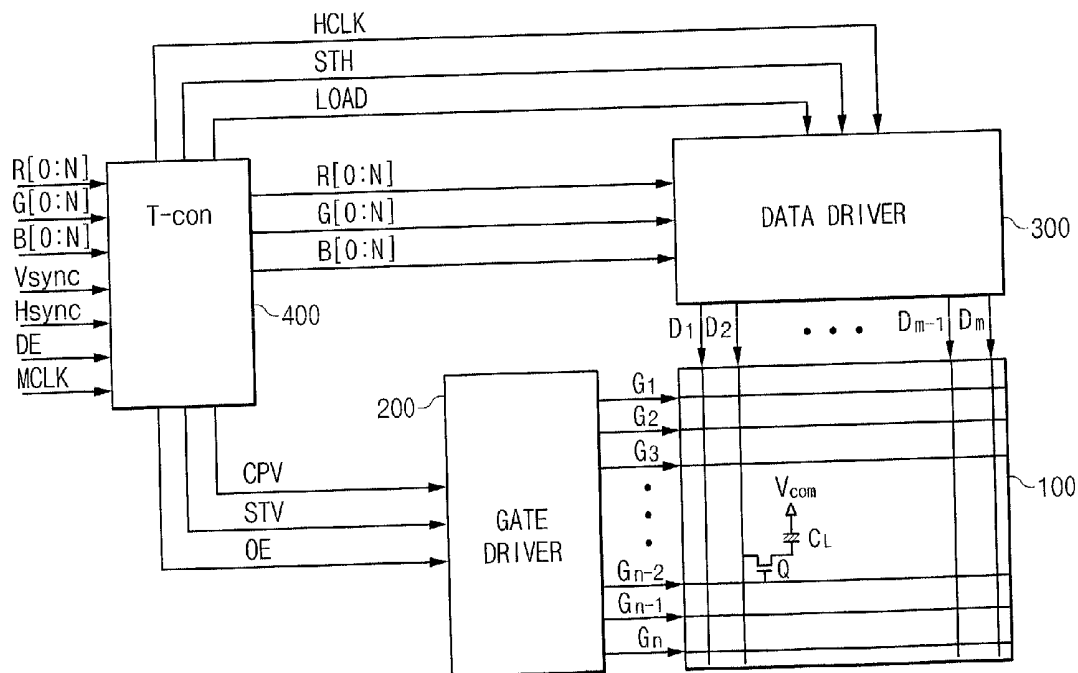 HCLK
STH
LOAD
R[0:N]
G[0:N]
B[0:N]
Vsync
Hsync
DE
MCLK
T-con
400
R[0:N]
G[0:N]
B[0:N]
DATA DRIVER
300
D1 D2 • • • Dm-1 Dm
200
GATE
DRIVER
CPV
STV
OE
G1
G2
G3
Gn-2
Gn-1
Gn
Vcom
CL
Q
100